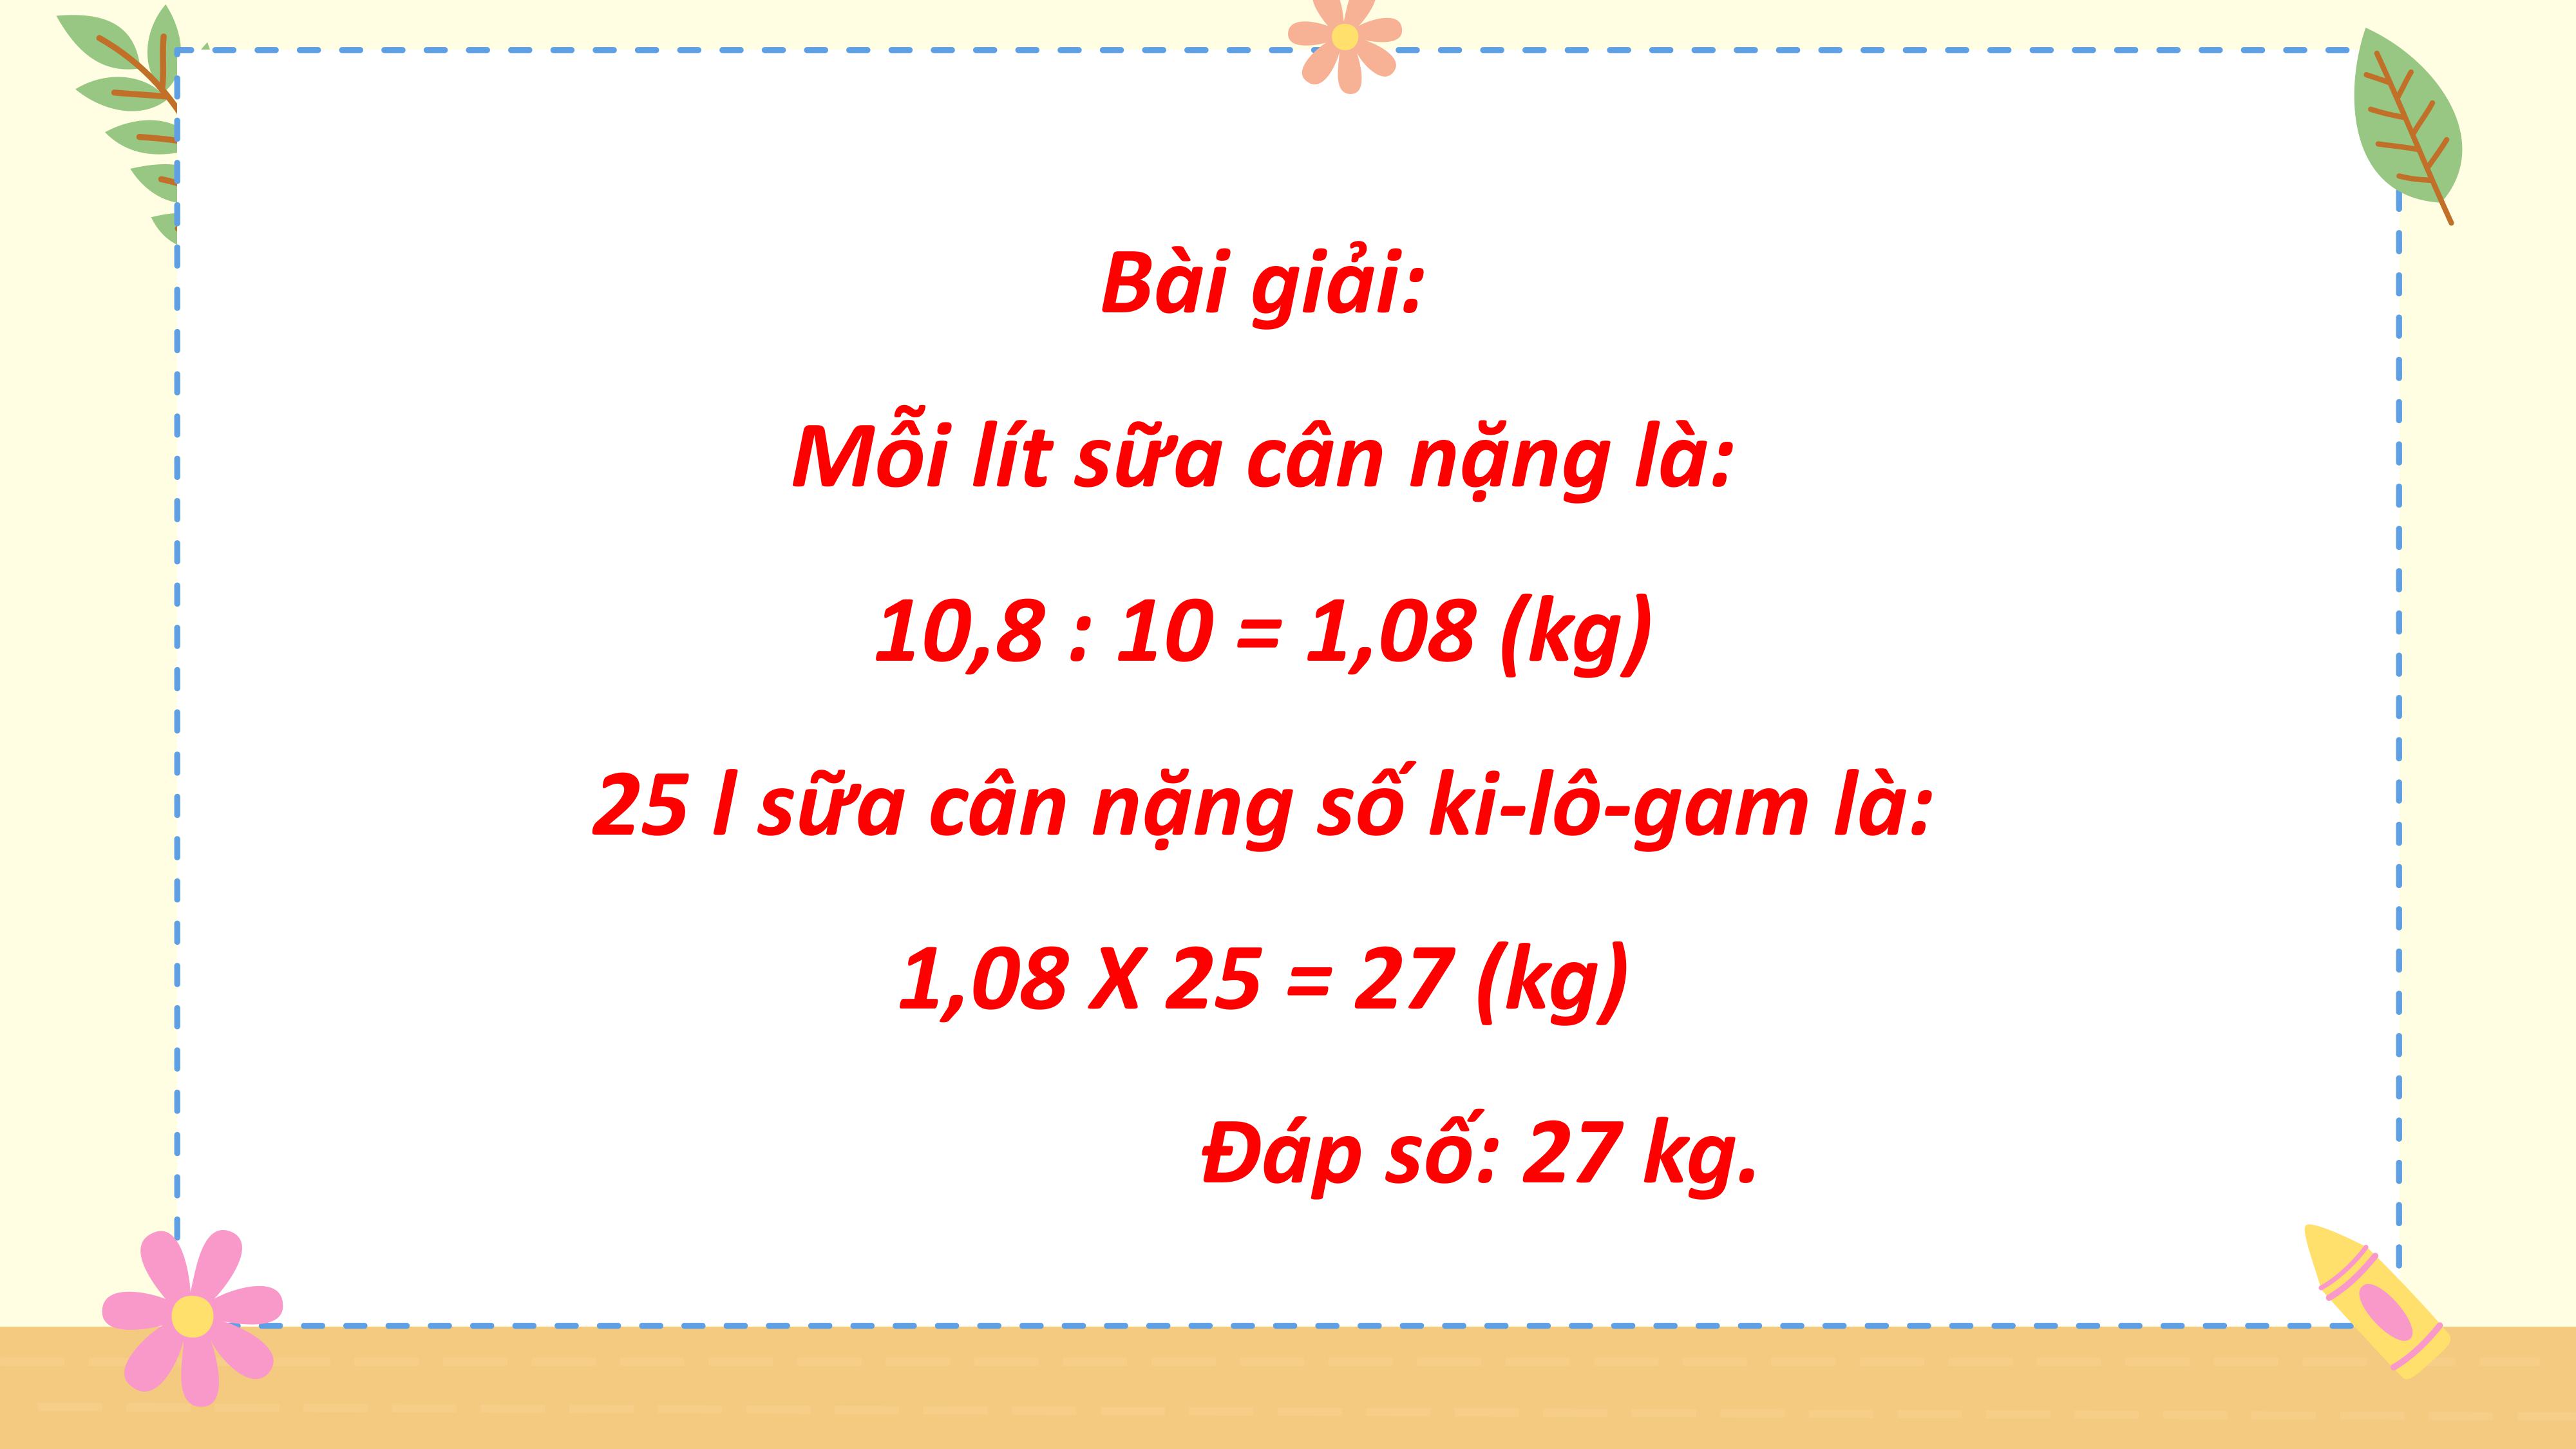 Bài giải:
Mỗi lít sữa cân nặng là:
10,8 : 10 = 1,08 (kg)
25 l sữa cân nặng số ki-lô-gam là:
1,08 X 25 = 27 (kg)
Đáp số: 27 kg.